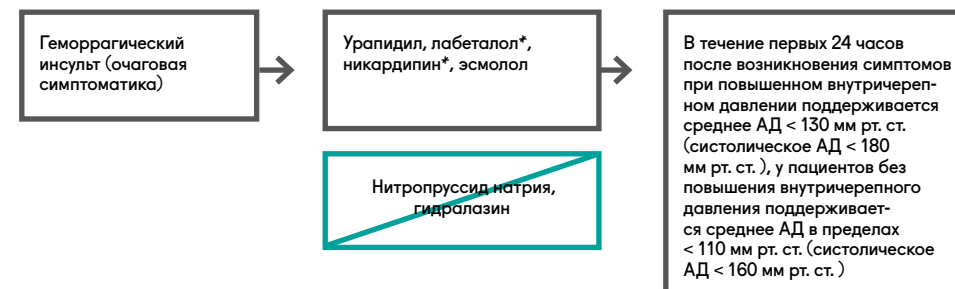 Геморрагический
инсульт (очаговая
симптоматика)
Урапидил, лабеталол*,
никардипин*, эсмолол
Нитропруссид натрия,
гидралазин
В течение первых 24 часов
после возникновения симптомов
при повышенном внутричереп-
ном давлении поддерживается
среднее АД < 130 мм рт. ст.
(систолическое АД < 180
мм рт. ст. ), у пациентов без
повышения внутричерепного
давления поддерживает-
ся среднее АД в пределах
< 110 мм рт. ст. (систолическое
АД < 160 мм рт. ст. )